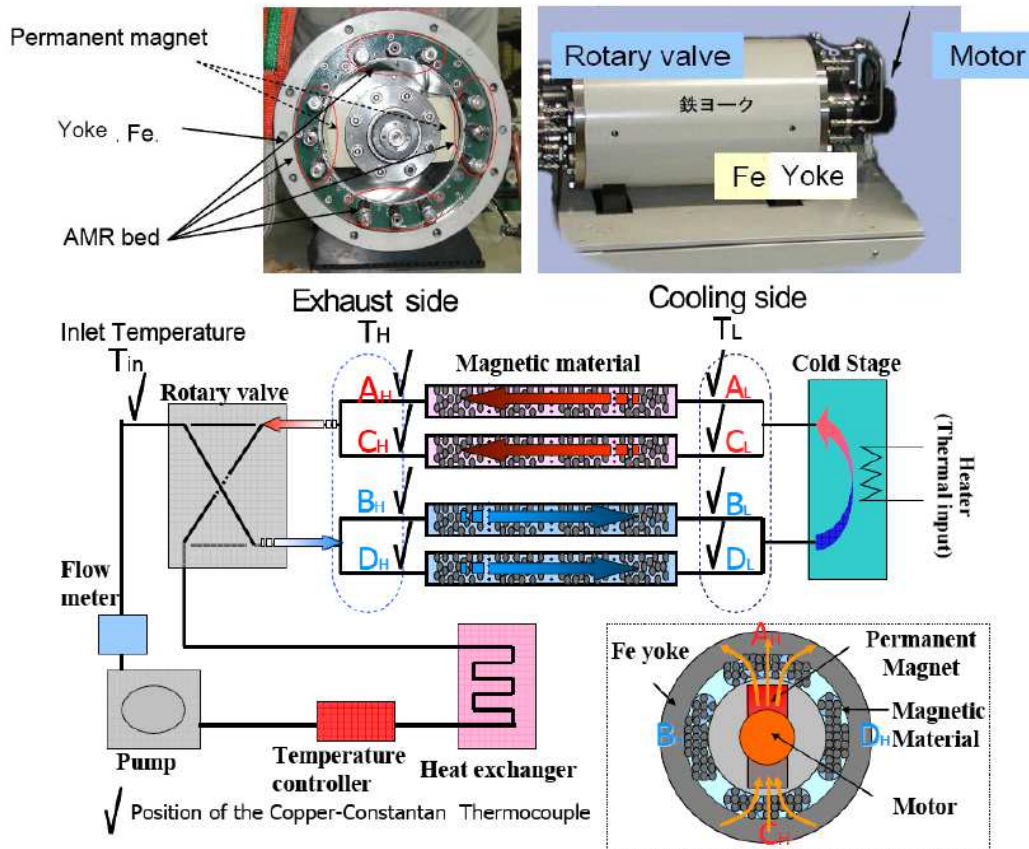 Permanent magnet
Yoke . Fe.
AMR bed
Rotary valve
Motor
鉄ヨーク
Fe Yoke
Exhaust side
TH
Cooling side
TL
Inlet Temperature
Tin
Rotary valve
Magnetic material
Cold Stage
AH
AL
CH
CL
BH
BL
DH
DL
Heater
(Thermal input)
Flow
meter
Pump
Temperature
controller
Heat exchanger
Position of the Copper-Constantan Thermocouple
Fe yoke
AH
Permanent
Magnet
B
DH
Magnetic
Material
Motor
CH